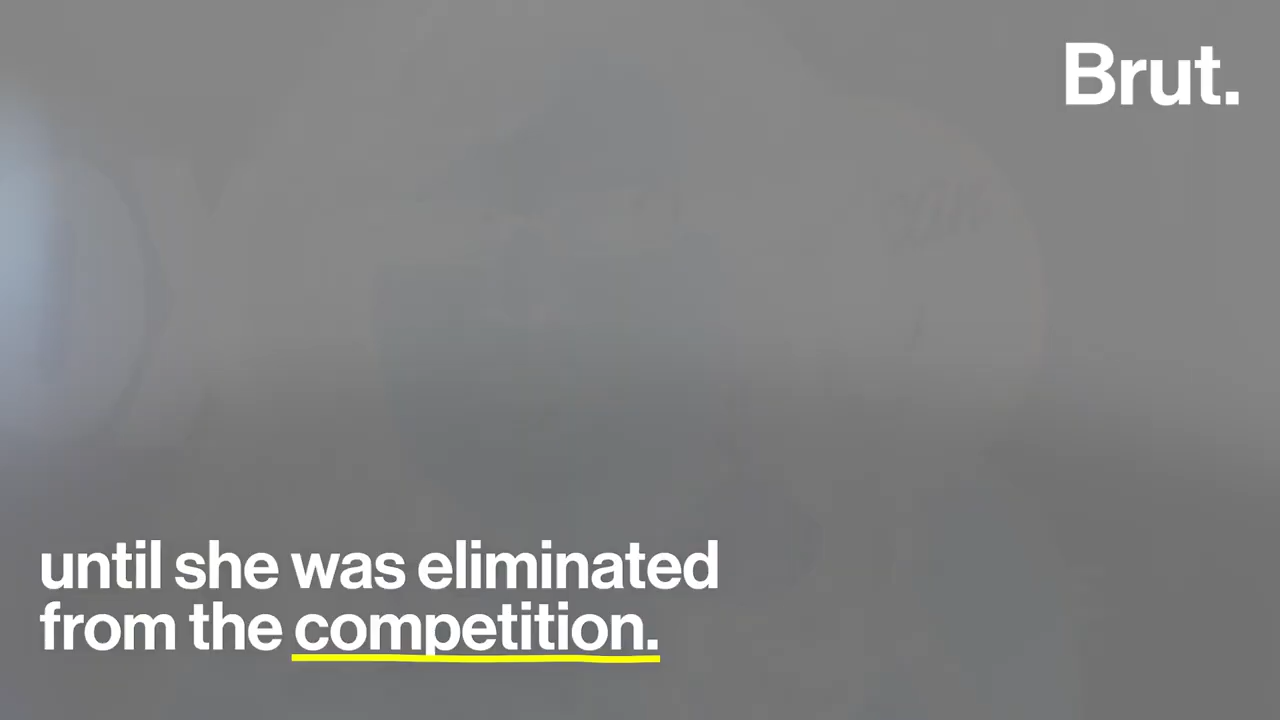 Brut.
until she was eliminated
from the competition.